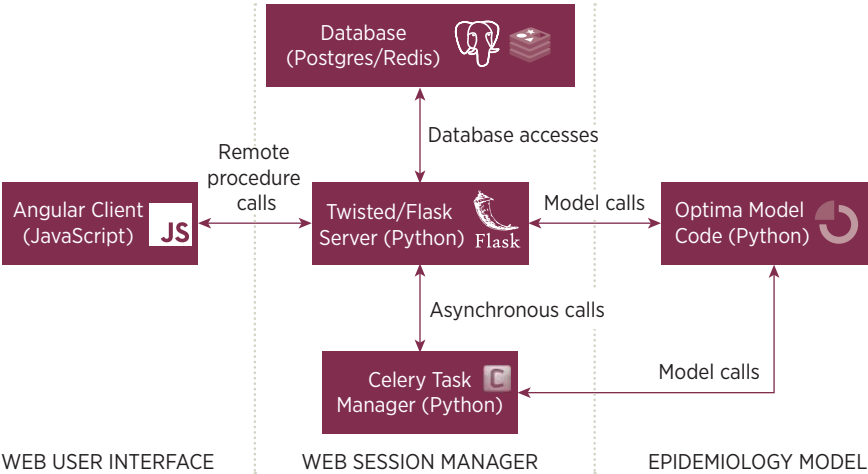 Database
(Postgres/Redis)
Database accesses
Remote
procedure
calls
Angular Client
(JavaScript)
JS
Twisted/Flask
Server (Python)
Flask
Model calls
Optima Model
Code (Python)
Asynchronous calls
Celery Task
Manager (Python)
C
Model calls
WEB USER INTERFACE
WEB SESSION MANAGER
EPIDEMIOLOGY MODEL